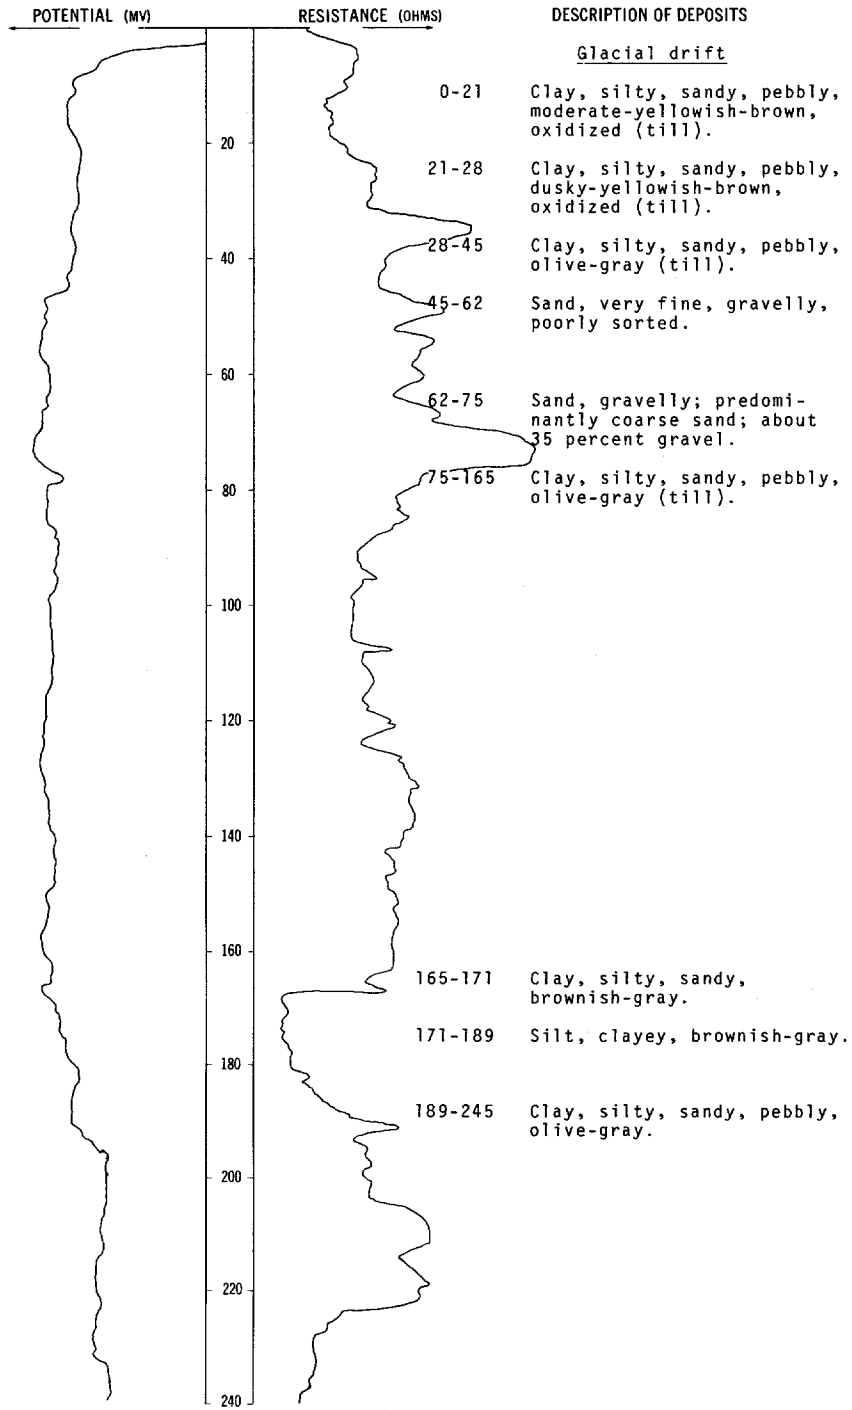 POTENTIAL (MV) RESISTANCE (OHMS) DESCRIPTION OF DEPOSITS
Glacial drift
0-21 Clay, silty, sandy, pebbly,
moderate-yellowish-brown,
oxidized (till).
20
21-28 Clay, silty, sandy, pebbly,
dusky-yellowish-brown,
oxidized (till).
28-45 Clay, silty, sandy, pebbly,
40
olive-gray (till).
45-62 Sand, very fine, gravelly,
poorly sorted.
60
62-75 Sand, gravelly; predomi-
nantly coarse sand; about
35 percent gravel.
75-165 Clay, silty, sandy, pebbly,
80
olive-gray (till).
100
120
140
160
165-171 Clay, silty, sandy,
brownish-gray.
171-189 Silt, clayey, brownish-gray.
180
189-245 Clay, silty, sandy, pebbly,
olive-gray.
200
220
240